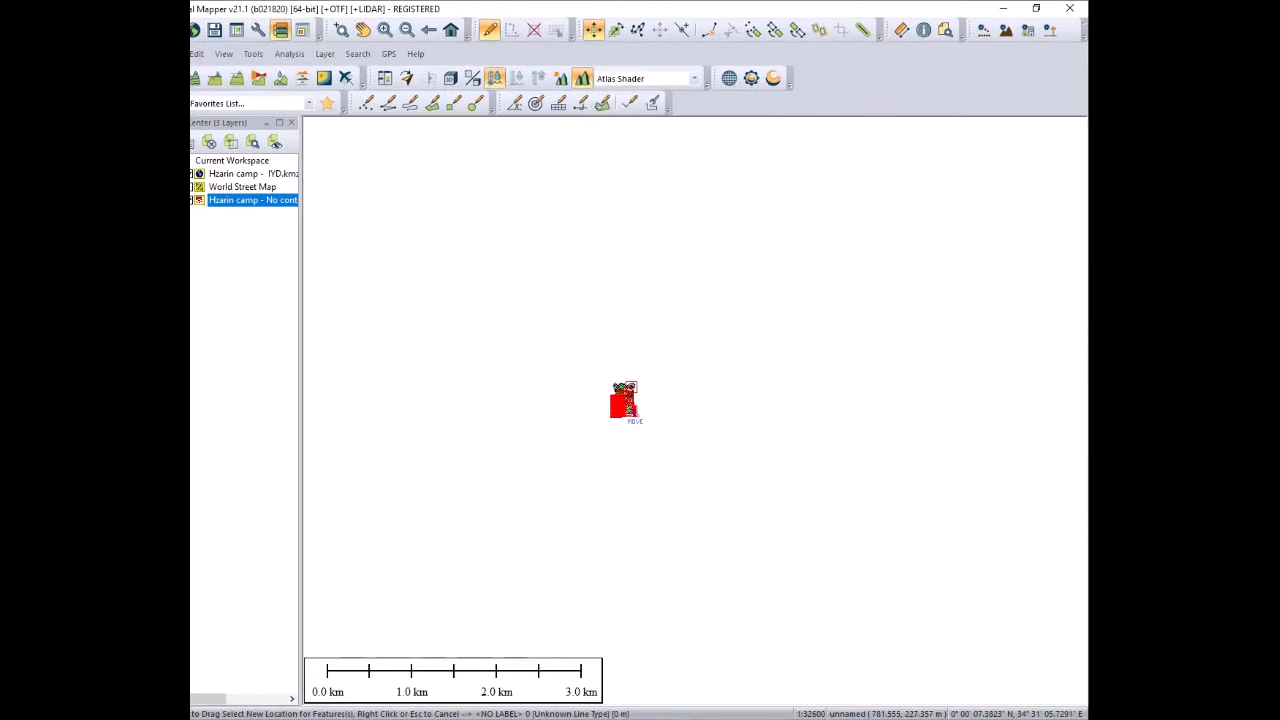 al Mapper v21.1 (b021820) [64-bit] [+OTF] [+LIDAR] - REGISTERED
Edit View Tools Analysis Layer Search GPS Help
Atlas Shader
Favorites List...
enter (3 Layers)
Current Workspace
Hzarin camp - IYD.kmz
World Street Map
Hzarin camp - No cont
MOVE
0.0 km 1.0 km 2.0 km 3.0 km
to Drag Select New Location for Features(s), Right Click or Esc to Cancel --> <NO LABEL> 0 [Unknown Line Type] [0 m]
1:32600 unnamed ( 781.555, 227.357 m ) 0° 00' 07.3823" N, 34° 31' 05.7291" E